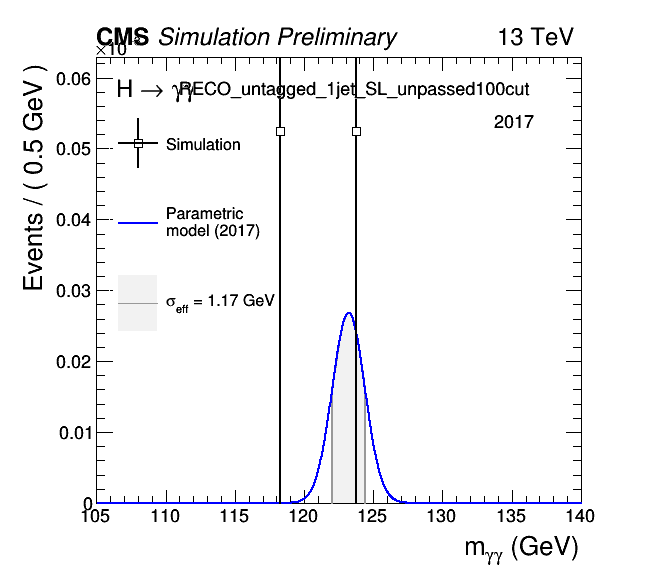 CMS Simulation Preliminary 13 TeV
×10
Events / ( 0.5 GeV )
H → γγ RECO_untagged_1jet_SL_unpassed100cut
2017
Simulation
Parametric
model (2017)
σeff = 1.17 GeV
0.06
0.05
0.04
0.03
0.02
0.01
0
105 110 115 120 125 130 135 140
mγγ (GeV)